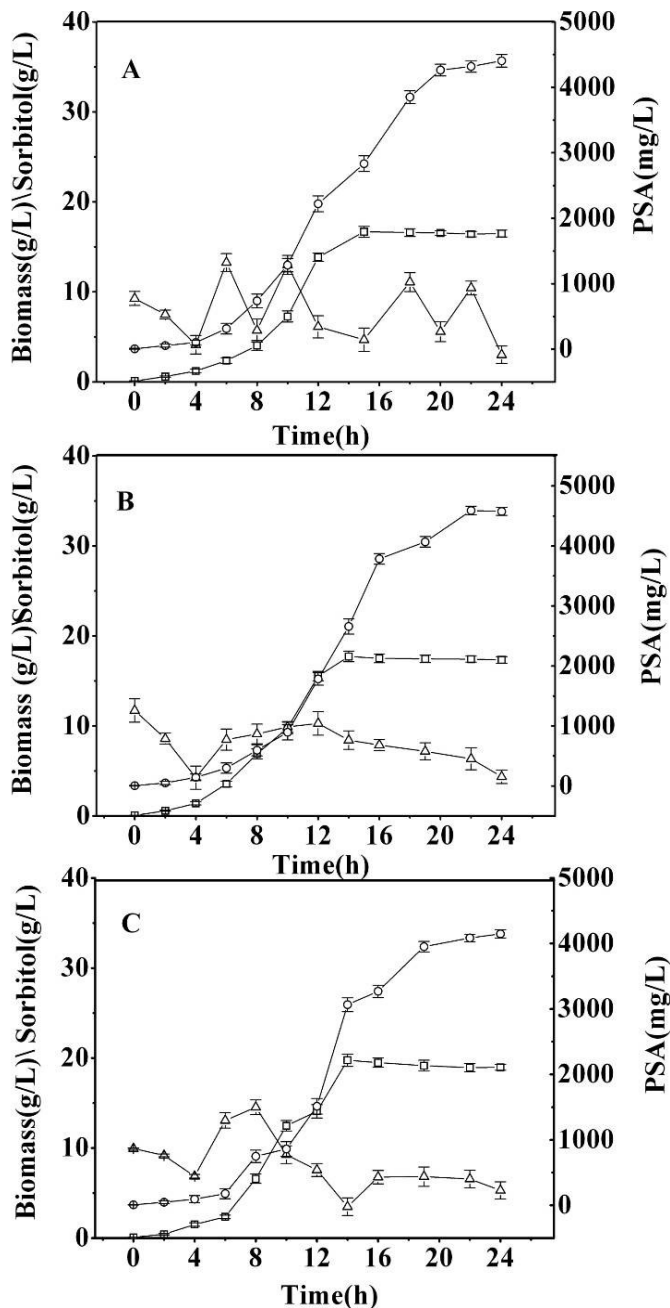 A
Biomass(g/L)\Sorbitol(g/L)
PSA(mg/L)
40
30
20
10
0
5000
4000
3000
2000
1000
0
0 4 8 12 16 20 24
Time(h)
B
Biomass (g/L)\Sorbitol(g/L)
PSA(mg/L)
40
30
20
10
0
5000
4000
3000
2000
1000
0
0 4 8 12 16 20 24
Time(h)
C
Biomass(g/L)\ Sorbitol(g/L)
PSA(mg/L)
40
30
20
10
0
5000
4000
3000
2000
1000
0
0 4 8 12 16 20 24
Time(h)